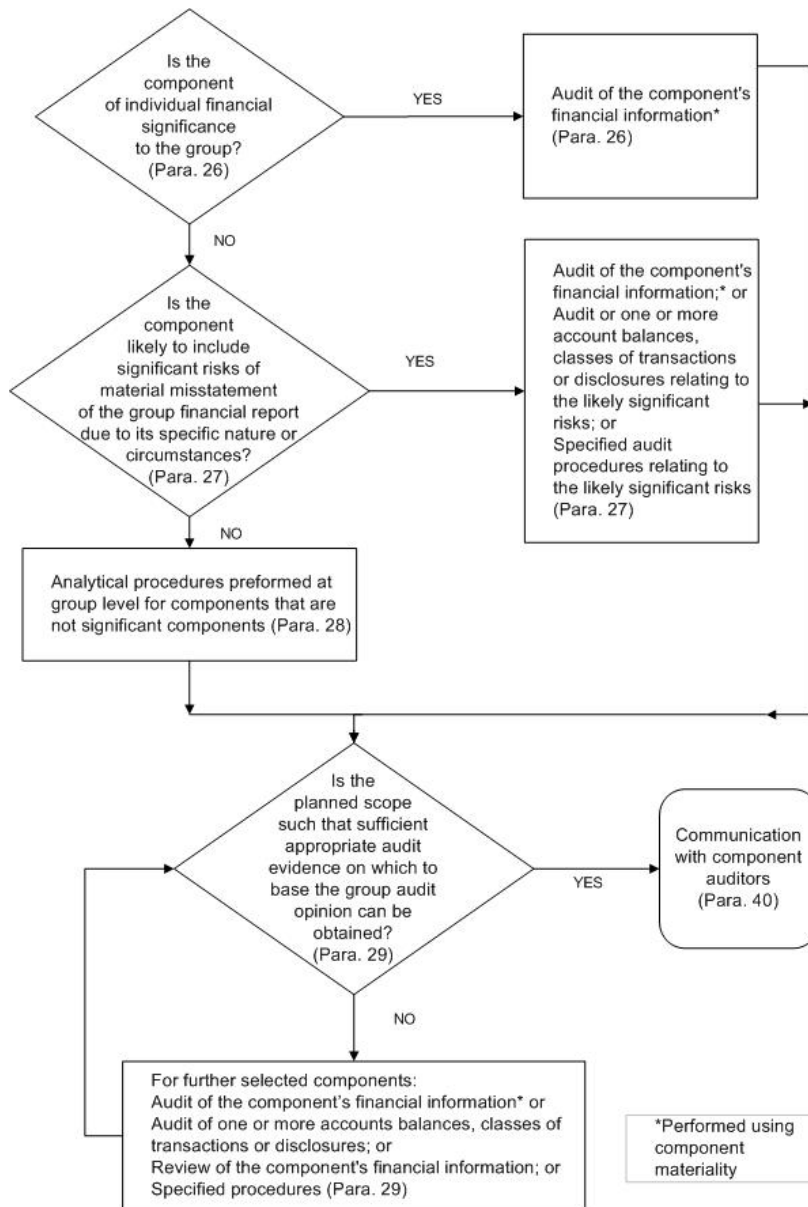 Is the
component
of individual financial
significance
to the group?
(Para. 26)
YES
Audit of the component's
financial information*
(Para. 26)
NO
Is the
component
likely to include
significant risks of
material misstatement
of the group financial report
due to its specific nature or
circumstances?
(Para. 27)
YES
Audit of the component's
financial information;* or
Audit or one or more
account balances,
classes of transactions
or disclosures relating to
the likely significant
risks; or
Specified audit
procedures relating to
the likely significant risks
(Para. 27)
NO
Analytical procedures preformed at
group level for components that are
not significant components (Para. 28)
Is the
planned scope
such that sufficient
appropriate audit
evidence on which to
base the group audit
opinion can be
obtained?
(Para. 29)
YES
Communication
with component
auditors
(Para. 40)
NO
For further selected components:
Audit of the component's financial information* or
Audit of one or more accounts balances, classes of
transactions or disclosures; or
Review of the component's financial information; or
Specified procedures (Para. 29)
*Performed using
component
materiality